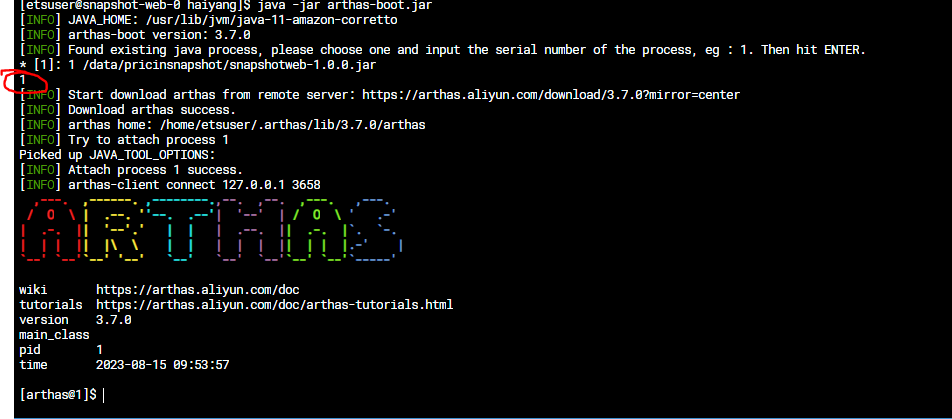 [etsuser@snapshot-web-0 haiyang]$ java -jar arthas-boot.jar
[INFO] JAVA_HOME: /usr/lib/jvm/java-11-amazon-corretto
[INFO] arthas-boot version: 3.7.0
[INFO] Found existing java process, please choose one and input the serial number of the process, eg : 1. Then hit ENTER.
* [1]: 1 /data/pricinsnapshot/snapshotweb-1.0.0.jar
1
[INFO] Start download arthas from remote server: https://arthas.aliyun.com/download/3.7.0?mirror=center
[INFO] Download arthas success.
[INFO] arthas home: /home/etsuser/.arthas/lib/3.7.0/arthas
[INFO] Try to attach process 1
Picked up JAVA_TOOL_OPTIONS:
[INFO] Attach process 1 success.
[INFO] arthas-client connect 127.0.0.1 3658
ARTHAS
wiki https://arthas.aliyun.com/doc
tutorials https://arthas.aliyun.com/doc/arthas-tutorials.html
version 3.7.0
main_class
pid 1
time 2023-08-15 09:53:57
[arthas@1]$